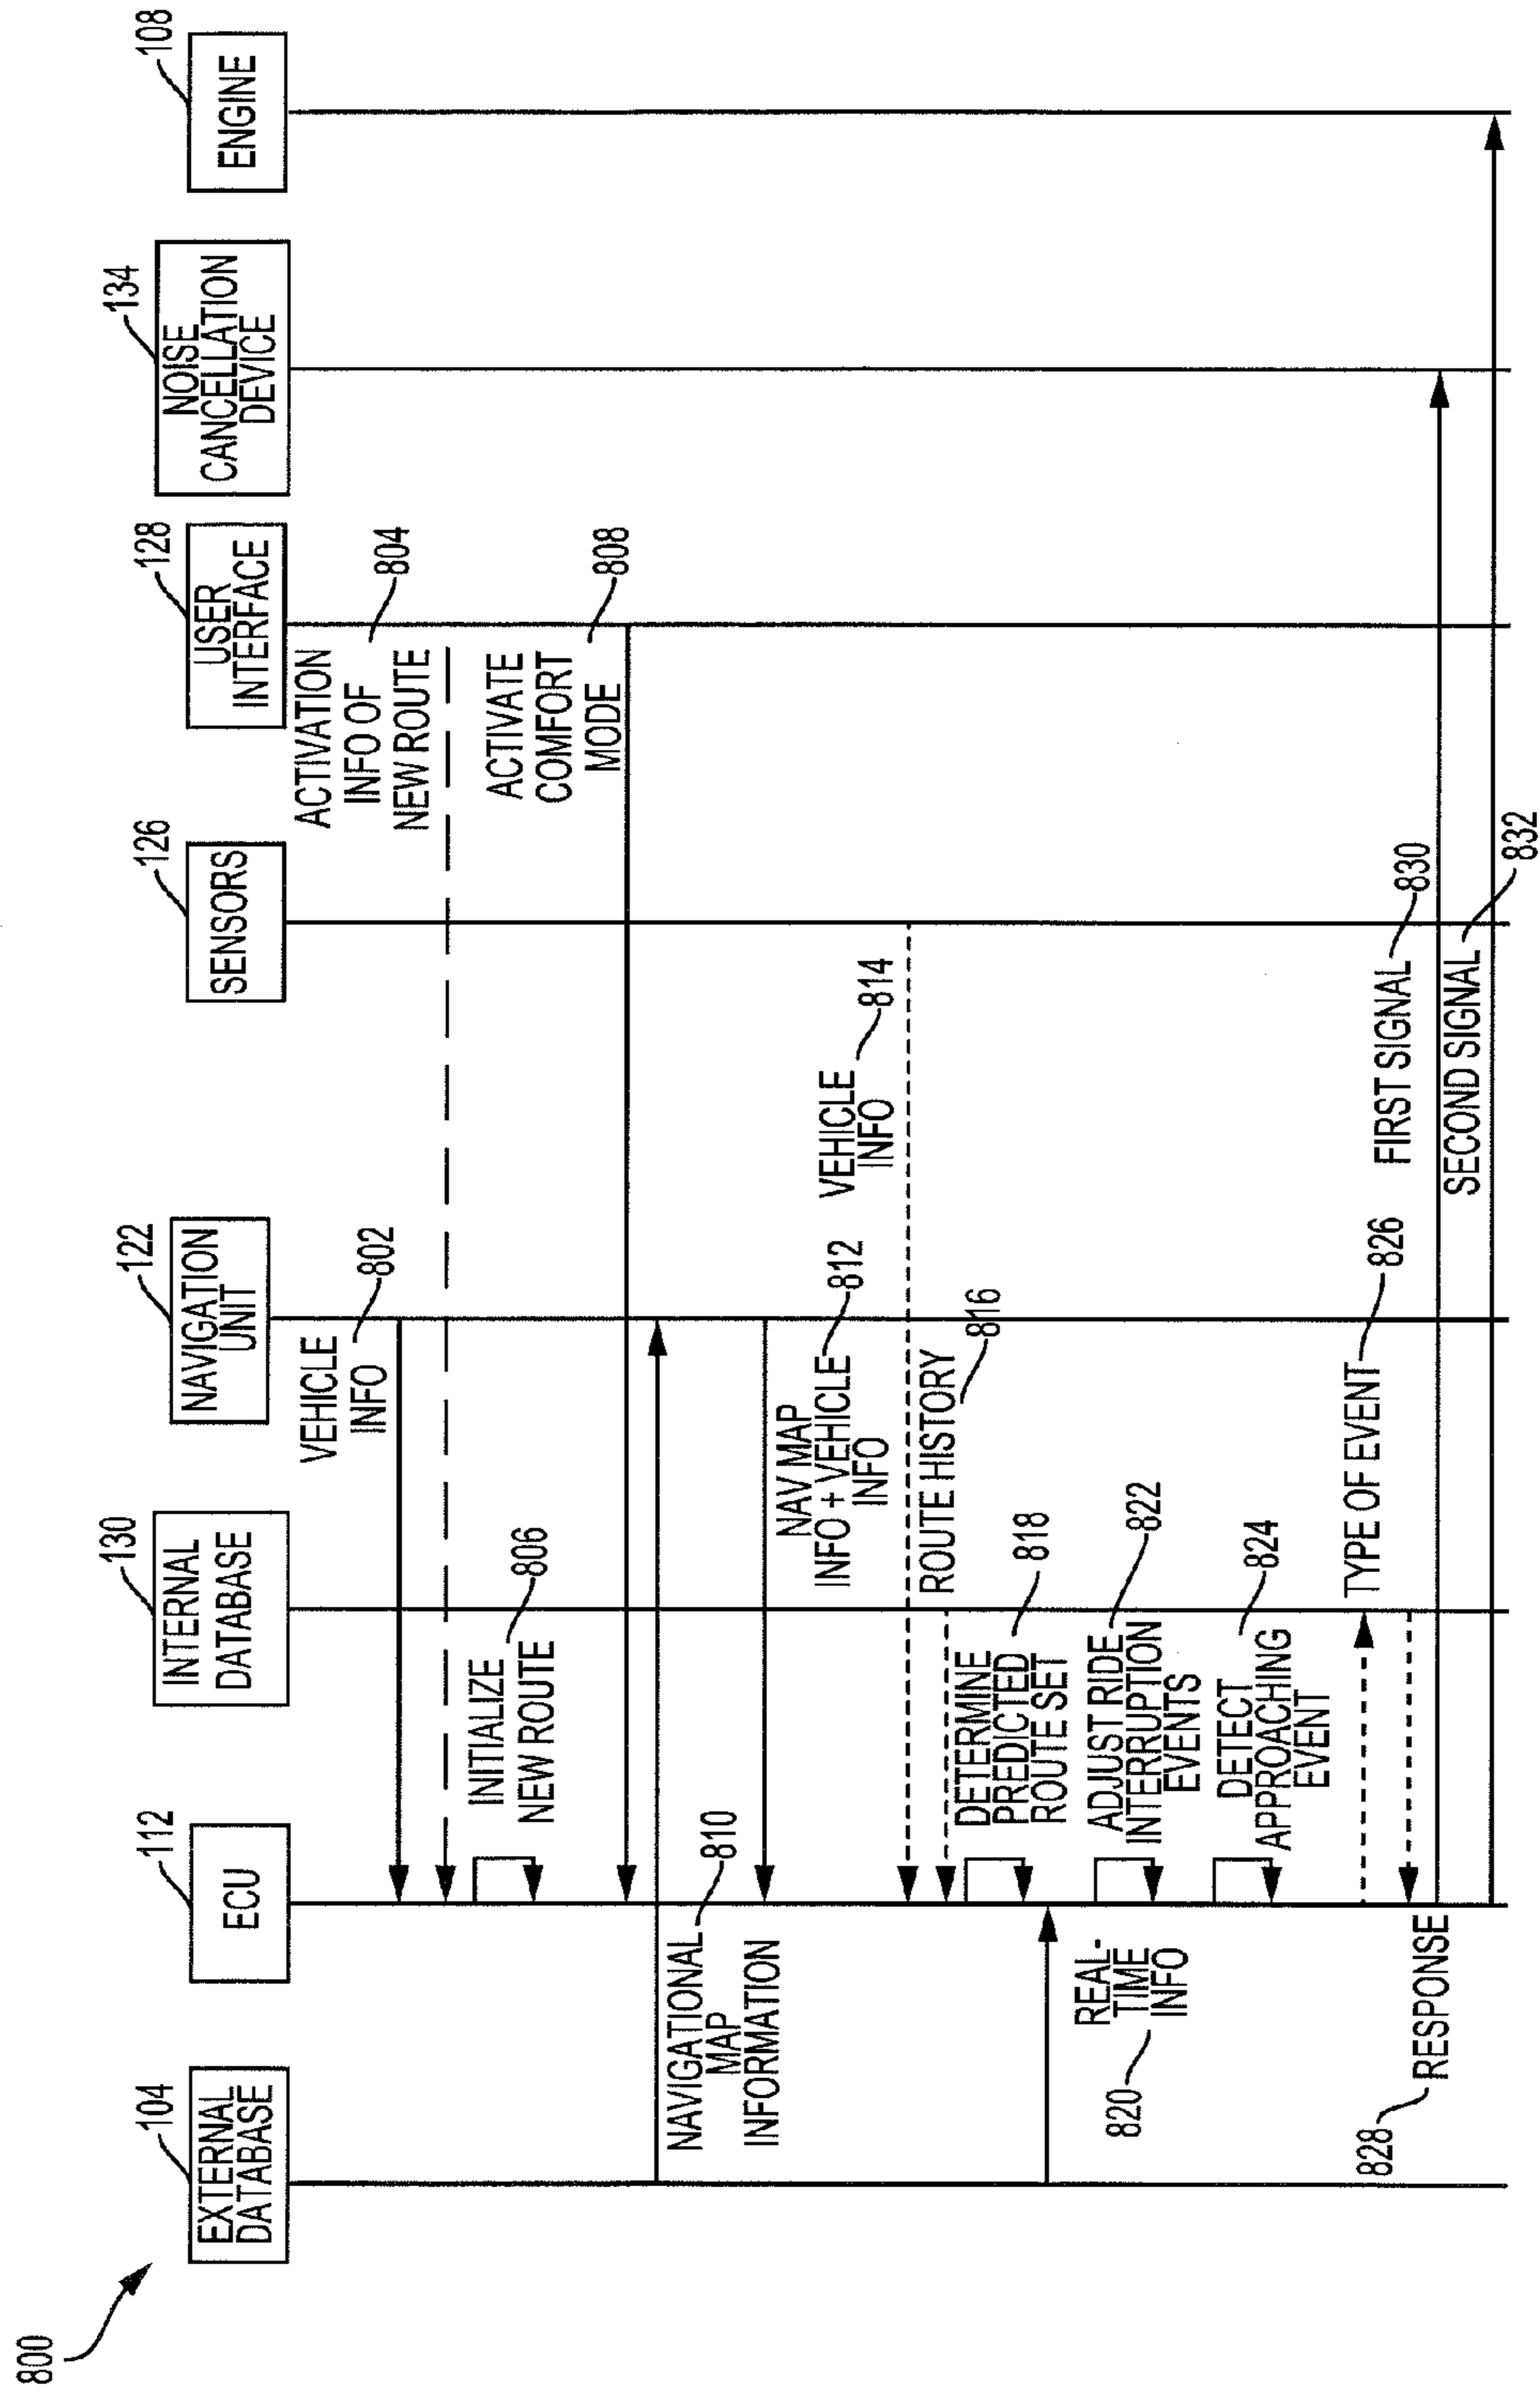 800
104
EXTERNAL
DATABASE
112
ECU
130
INTERNAL
DATABASE
122
NAVIGATION
UNIT
126
SENSORS
128
USER
INTERFACE
134
NOISE
CANCELLATION
DEVICE
108
ENGINE
VEHICLE
INFO
802
ACTIVATION
INFO OF
NEW ROUTE
804
INITIALIZE
NEW ROUTE
806
ACTIVATE
COMFORT
MODE
808
NAVIGATIONAL
MAP
INFORMATION
810
NAV MAP
INFO + VEHICLE
INFO
812
VEHICLE
INFO
814
ROUTE HISTORY
816
DETERMINE
PREDICTED
ROUTE SET
818
REAL-
TIME
INFO
820
ADJUST RIDE
INTERRUPTION
EVENTS
822
DETECT
APPROACHING
EVENT
824
TYPE OF EVENT
826
828
RESPONSE
FIRST SIGNAL
830
SECOND SIGNAL
832